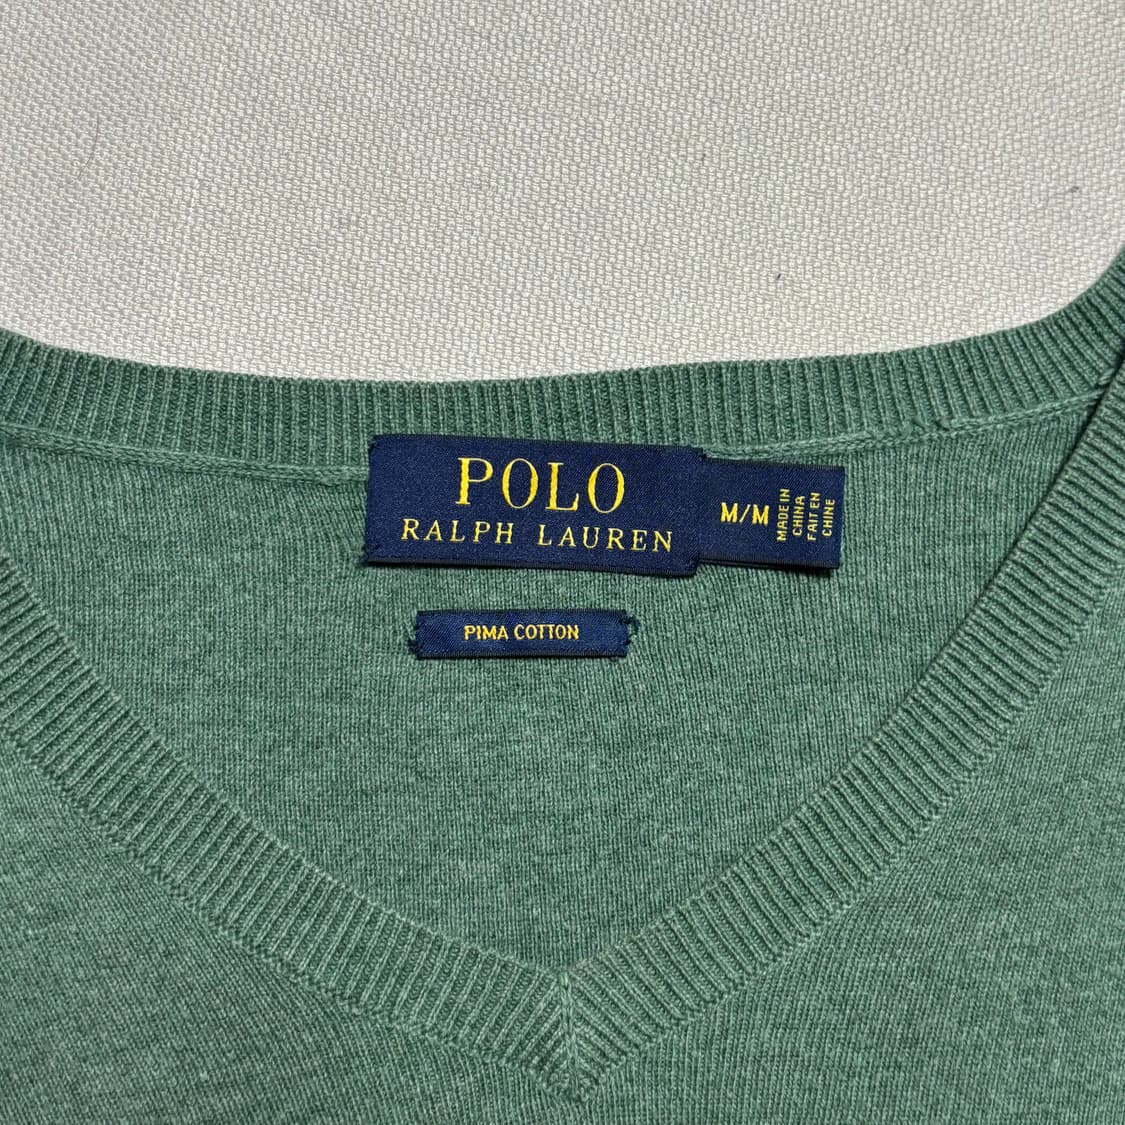 POLO
RALPH LAUREN
M/M
MADE IN
CHINA
FAIT EN
CHINE
PIMA COTTON